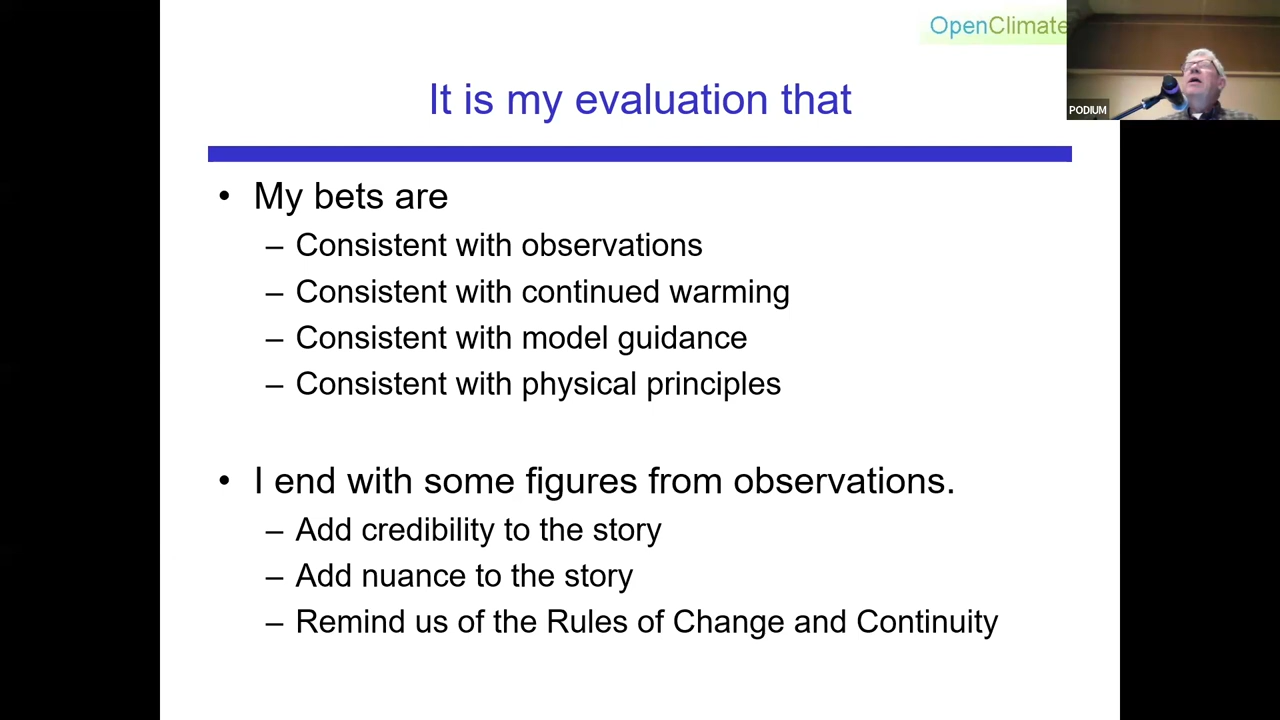 OpenClimate
PODIUM
It is my evaluation that
• My bets are
– Consistent with observations
– Consistent with continued warming
– Consistent with model guidance
– Consistent with physical principles
• I end with some figures from observations.
– Add credibility to the story
– Add nuance to the story
– Remind us of the Rules of Change and Continuity